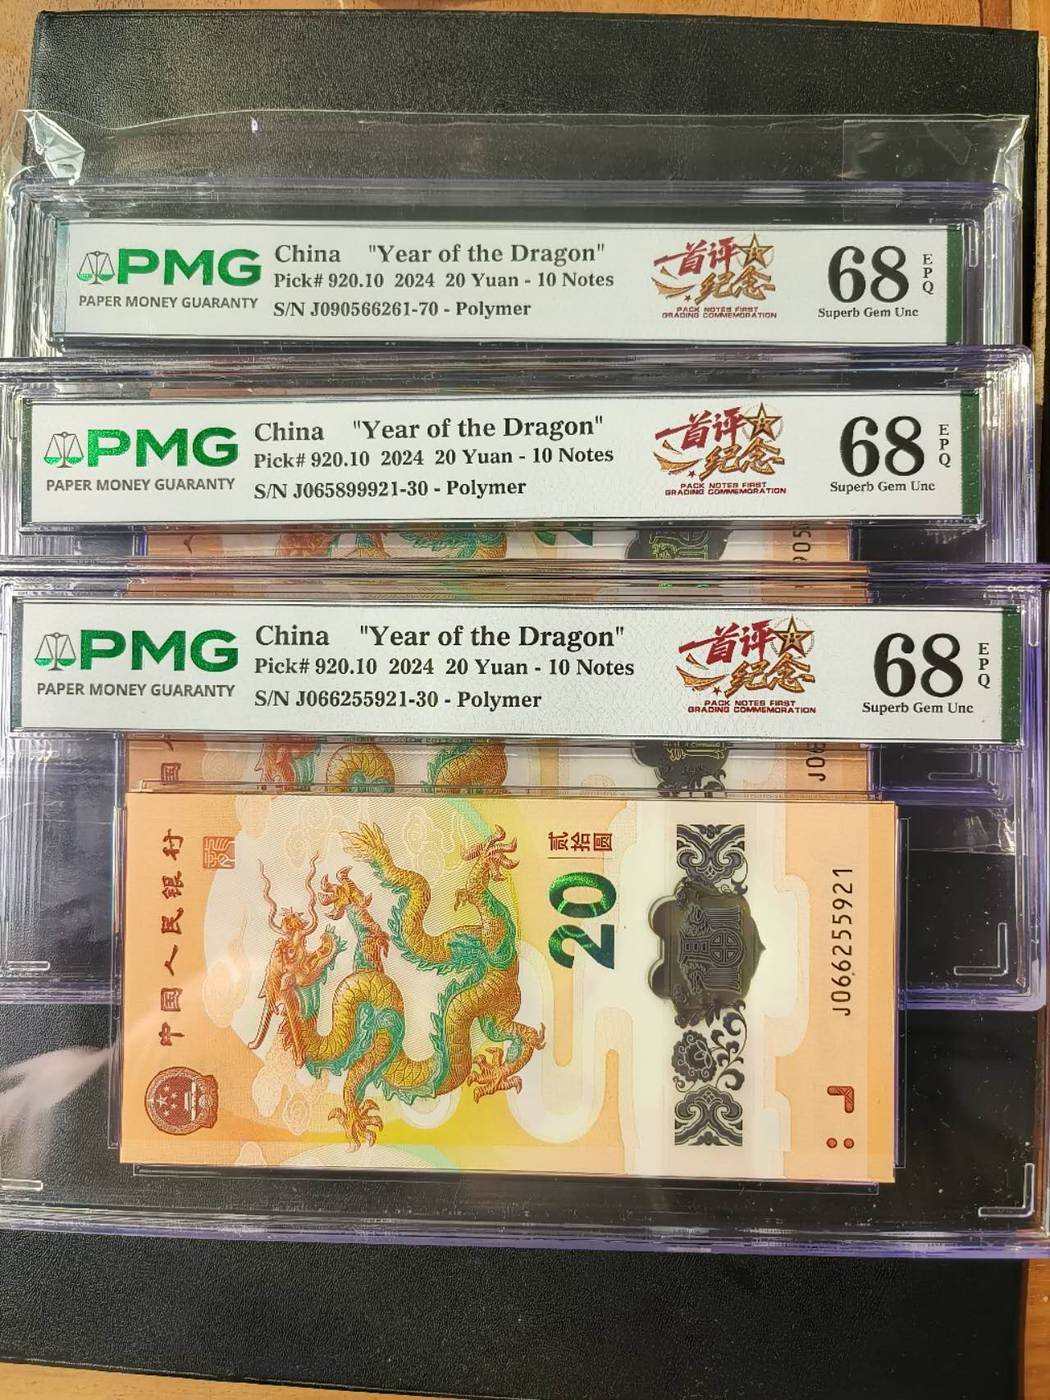 PMG
PAPER MONEY GUARANTY
China "Year of the Dragon"
Pick# 920.10 2024 20 Yuan - 10 Notes
S/N J090566261-70 - Polymer
首评
纪念
PACK NOTES FIRST
GRADING COMMEMORATION
68
EPQ
Superb Gem Unc
PMG
PAPER MONEY GUARANTY
China "Year of the Dragon"
Pick# 920.10 2024 20 Yuan - 10 Notes
S/N J065899921-30 - Polymer
首评
纪念
PACK NOTES FIRST
GRADING COMMEMORATION
68
EPQ
Superb Gem Unc
PMG
PAPER MONEY GUARANTY
China "Year of the Dragon"
Pick# 920.10 2024 20 Yuan - 10 Notes
S/N J066255921-30 - Polymer
首评
纪念
PACK NOTES FIRST
GRADING COMMEMORATION
68
EPQ
Superb Gem Unc
中国人民银行
贰拾圆
20
J066255921